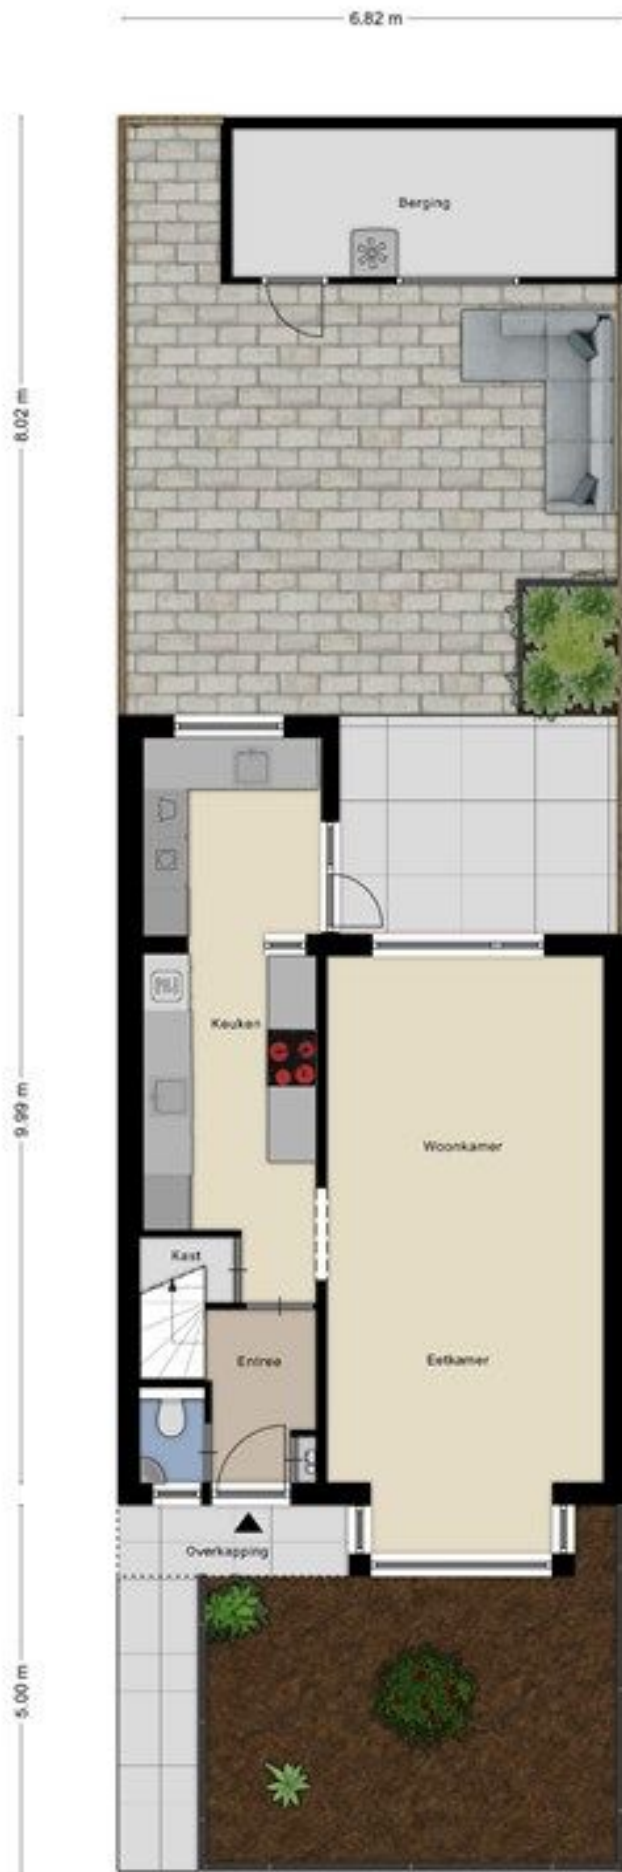 6.82 m
Berging
8.02 m
Keuken
9.99 m
Woonkamer
Kast
Entree
Eetkamer
Overkapping
5.00 m